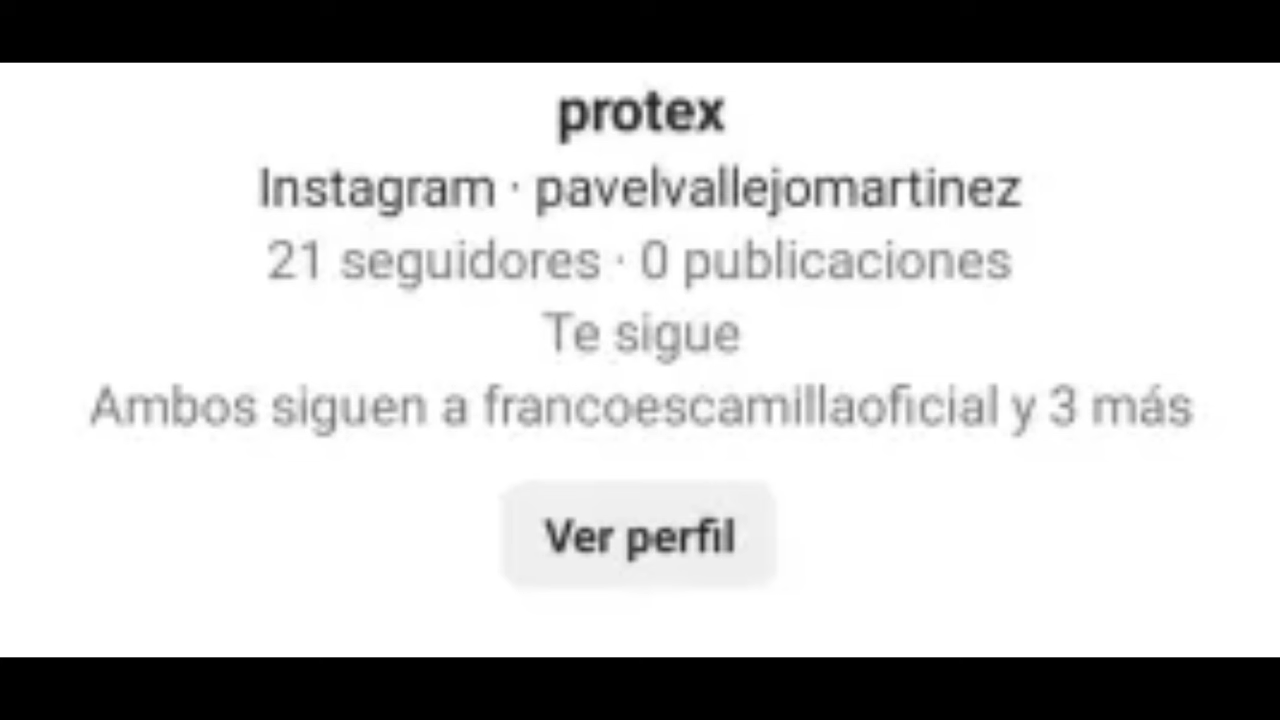 protex
Instagram · pavelvallejomartinez
21 seguidores · 0 publicaciones
Te sigue
Ambos siguen a francoescamillaoficial y 3 más
Ver perfil